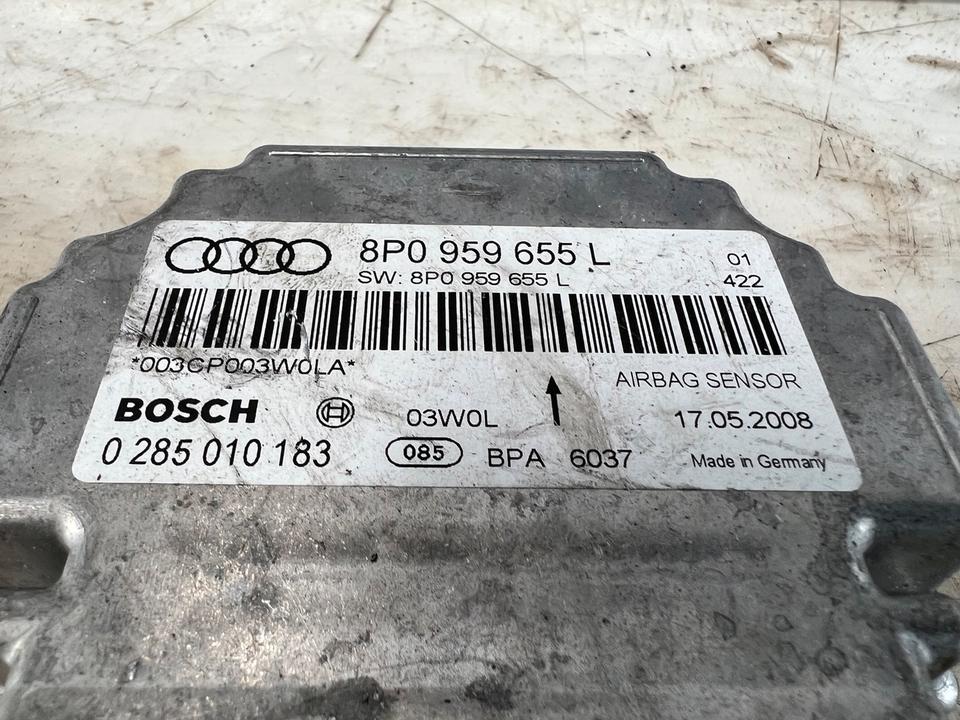 8P0 959 655 L
01
SW: 8P0 959 655 L
422
*003GP003W0LA*
AIRBAG SENSOR
BOSCH
03W0L
17.05.2008
0 285 010 183
085
BPA 6037
Made in Germany